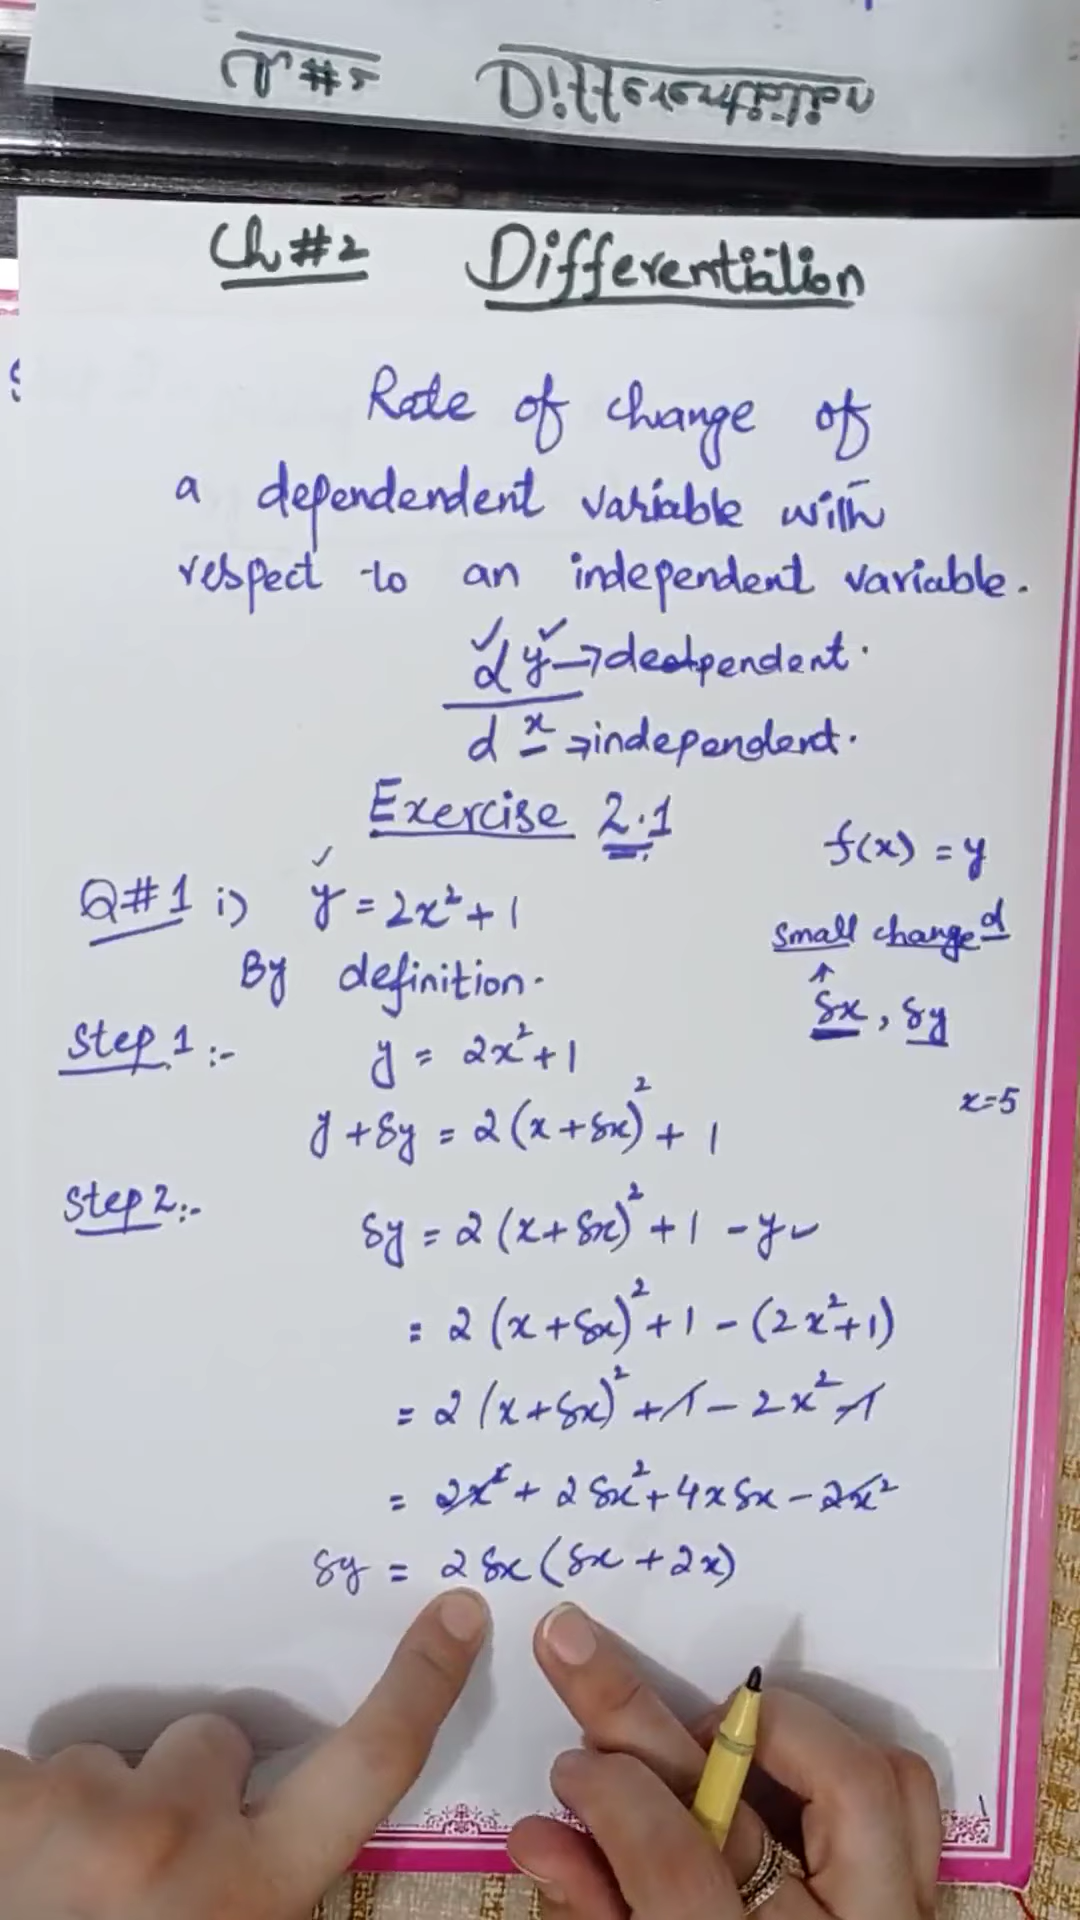 Differentiation
Ch #2 Differentiation
Rate of change of
a dependendent variable with
respect to an independent variable.
dy → dedpendent.
dx ⇒ independent.
Exercise 2.1
f(x) = y
Q#1 i) y = 2x² + 1
small change d
By definition.
δx, δy
Step 1 :- y = 2x² + 1
x=5
y + δy = 2(x + δx)² + 1
Step 2 :-
δy = 2(x + δx)² + 1 - y
= 2(x + δx)² + 1 - (2x² + 1)
= 2(x + δx)² + 1 - 2x² - 1
= 2x² + 2δx² + 4xδx - 2x²
δy = 2δx(δx + 2x)